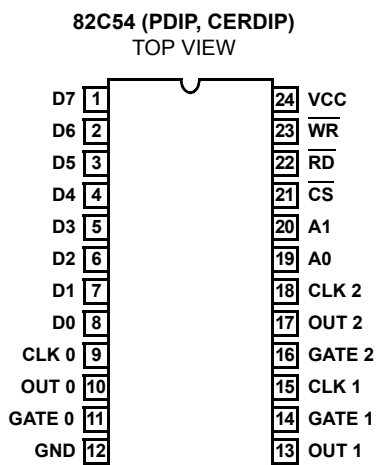 82C54 (PDIP, CERDIP)
TOP VIEW
D7 1 24 VCC
D6 2 23 W̅R̅
D5 3 22 R̅D̅
D4 4 21 C̅S̅
D3 5 20 A1
D2 6 19 A0
D1 7 18 CLK 2
D0 8 17 OUT 2
CLK 0 9 16 GATE 2
OUT 0 10 15 CLK 1
GATE 0 11 14 GATE 1
GND 12 13 OUT 1